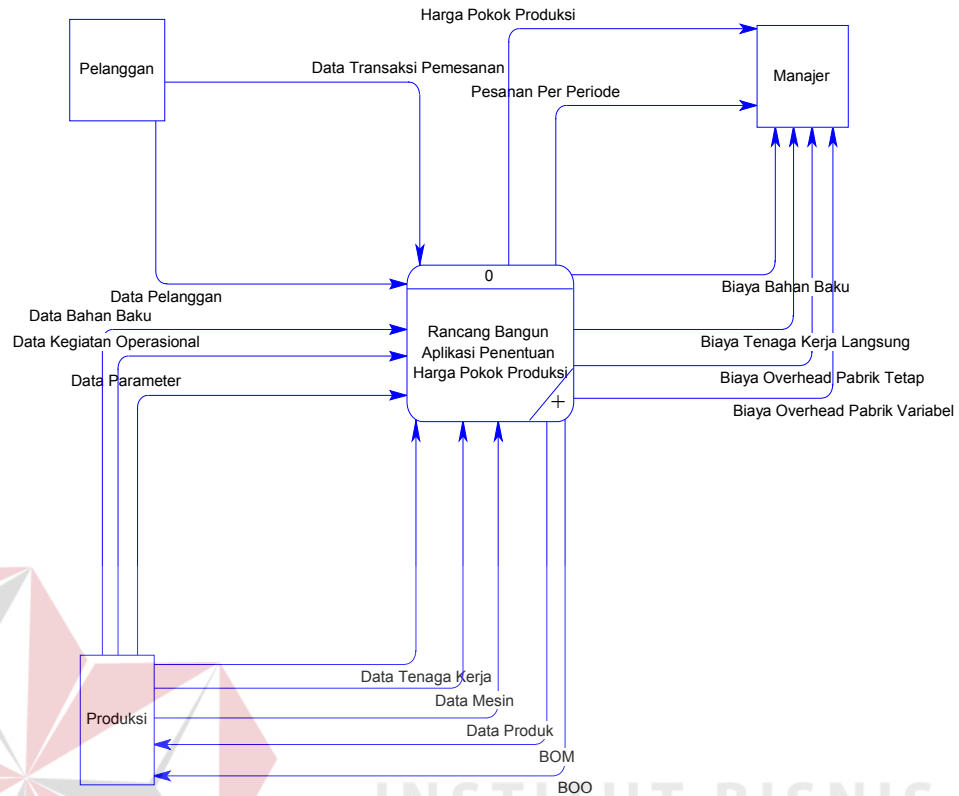 Harga Pokok Produksi
Pelanggan
Data Transaksi Pemesanan
Manajer
Pesanan Per Periode
0
Data Pelanggan
Biaya Bahan Baku
Data Bahan Baku
Rancang Bangun
Aplikasi Penentuan
Harga Pokok Produksi
Data Kegiatan Operasional
Biaya Tenaga Kerja Langsung
Data Parameter
Biaya Overhead Pabrik Tetap
+
Biaya Overhead Pabrik Variabel
Data Tenaga Kerja
Data Mesin
Produksi
Data Produk
BOM
BOO
INSTITUT BISNIS